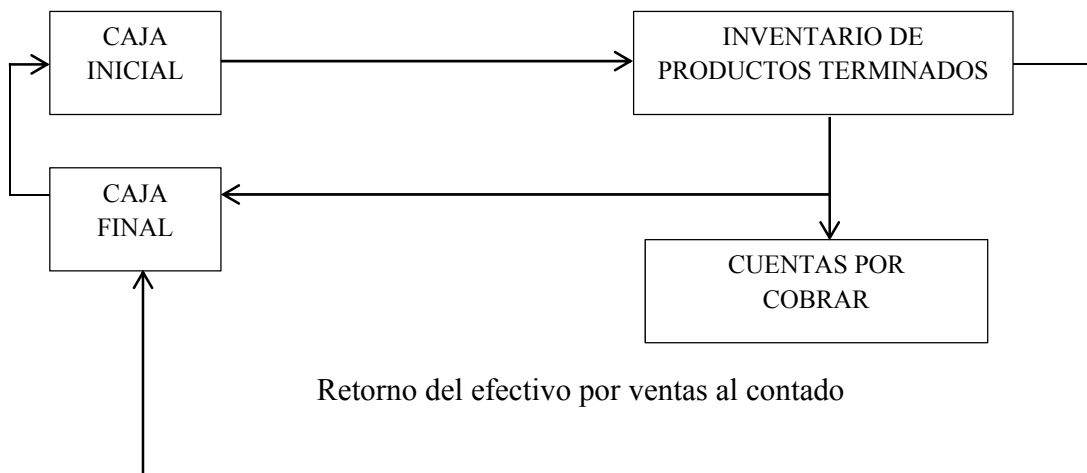 CAJA
INICIAL
INVENTARIO DE
PRODUCTOS TERMINADOS
CAJA
FINAL
CUENTAS POR
COBRAR
Retorno del efectivo por ventas al contado